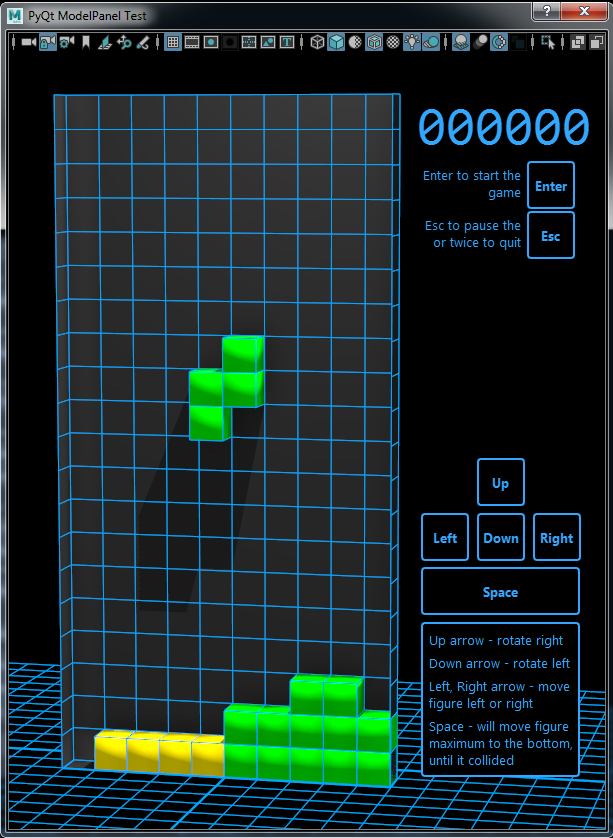 PyQt ModelPanel Test
000000
Enter to start the
game
Enter
Esc to pause the
or twice to quit
Esc
Up
Left
Down
Right
Space
Up arrow - rotate right
Down arrow - rotate left
Left, Right arrow - move
figure left or right
Space - will move figure
maximum to the bottom,
until it collided